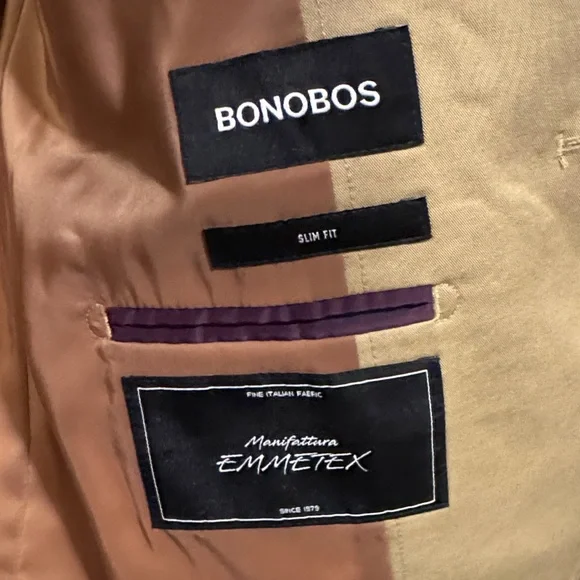 BONOBOS
SLIM FIT
FINE ITALIAN FABRIC
Manifattura
EMMETEX
SINCE 1979